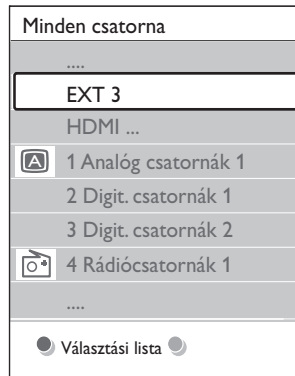 Minden csatorna
....
EXT 3
HDMI ...
A 1 Analóg csatornák 1
2 Digit. csatornák 1
3 Digit. csatornák 2
4 Rádiócsatornák 1
....
Választási lista